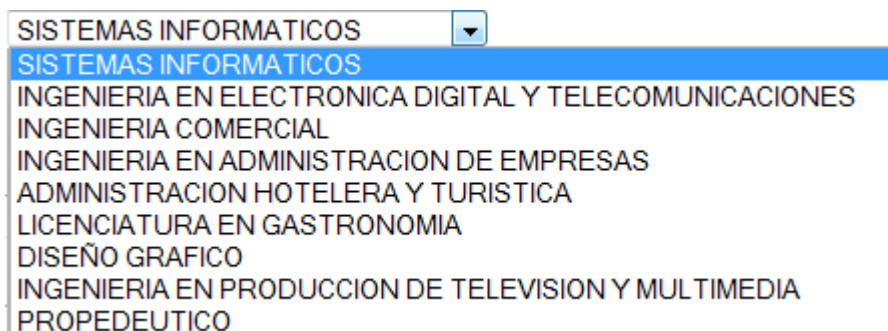 SISTEMAS INFORMATICOS
SISTEMAS INFORMATICOS
INGENIERIA EN ELECTRONICA DIGITAL Y TELECOMUNICACIONES
INGENIERIA COMERCIAL
INGENIERIA EN ADMINISTRACION DE EMPRESAS
ADMINISTRACION HOTELERA Y TURISTICA
LICENCIATURA EN GASTRONOMIA
DISEÑO GRAFICO
INGENIERIA EN PRODUCCION DE TELEVISION Y MULTIMEDIA
PROPEDEUTICO